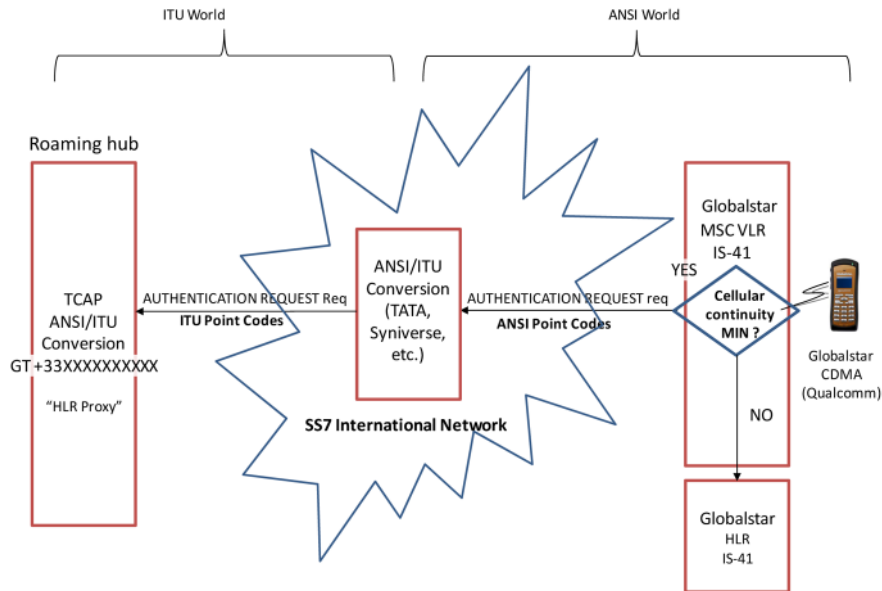 ITU World
ANSI World
Roaming hub
TCAP
ANSI/ITU
Conversion
GT +33XXXXXXXXXX
“HLR Proxy”
AUTHENTICATION REQUEST Req
ITU Point Codes
ANSI/ITU
Conversion
(TATA,
Syniverse,
etc.)
SS7 International Network
AUTHENTICATION REQUEST req
ANSI Point Codes
Globalstar
MSC VLR
IS-41
YES
Cellular
continuity
MIN ?
NO
Globalstar
CDMA
(Qualcomm)
Globalstar
HLR
IS-41